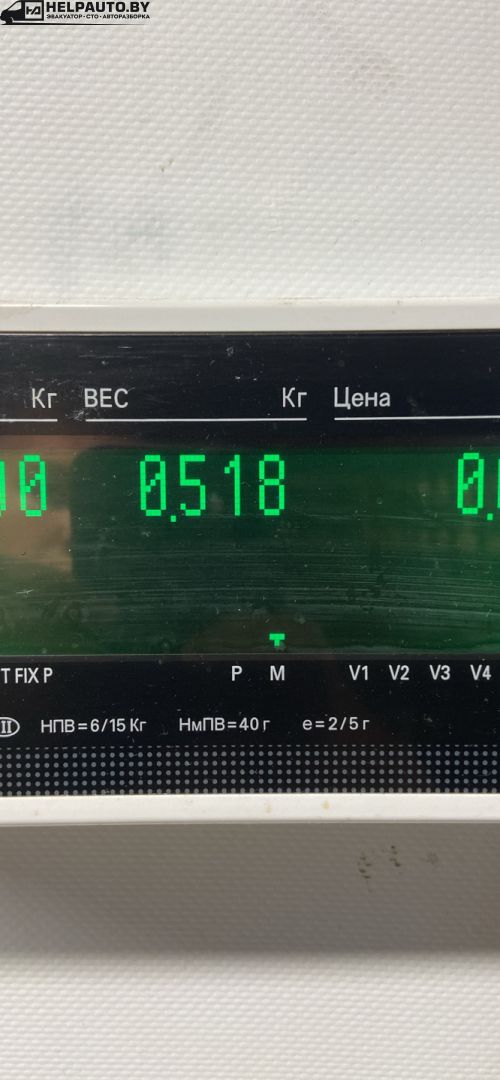 HELPAUTO.BY
ЭВАКУАТОР·СТО·АВТОРАЗБОРКА
Кг ВЕС Кг Цена
0.518
T FIX P P M V1 V2 V3 V4
II НПВ=6/15 Кг НмПВ=40 г e=2/5 г